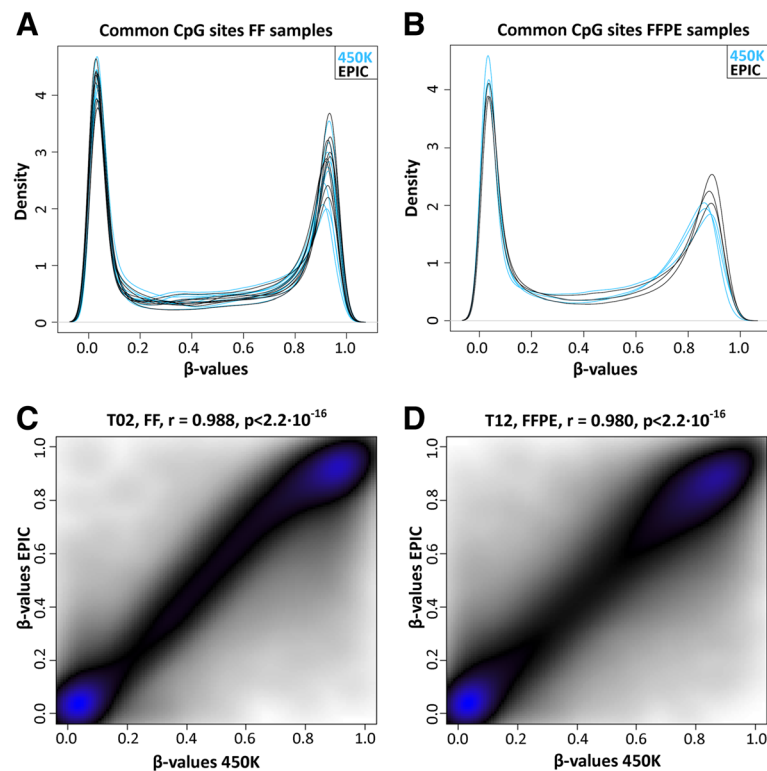 A
Common CpG sites FF samples
450K
EPIC
Density
0
1
2
3
4
0.0 0.2 0.4 0.6 0.8 1.0
β-values
B
Common CpG sites FFPE samples
450K
EPIC
Density
0
1
2
3
4
0.0 0.2 0.4 0.6 0.8 1.0
β-values
C
T02, FF, r = 0.988, p<2.2·10⁻¹⁶
β-values EPIC
0.0 0.2 0.4 0.6 0.8 1.0
0.0 0.2 0.4 0.6 0.8 1.0
β-values 450K
D
T12, FFPE, r = 0.980, p<2.2·10⁻¹⁶
β-values EPIC
0.0 0.2 0.4 0.6 0.8 1.0
0.0 0.2 0.4 0.6 0.8 1.0
β-values 450K